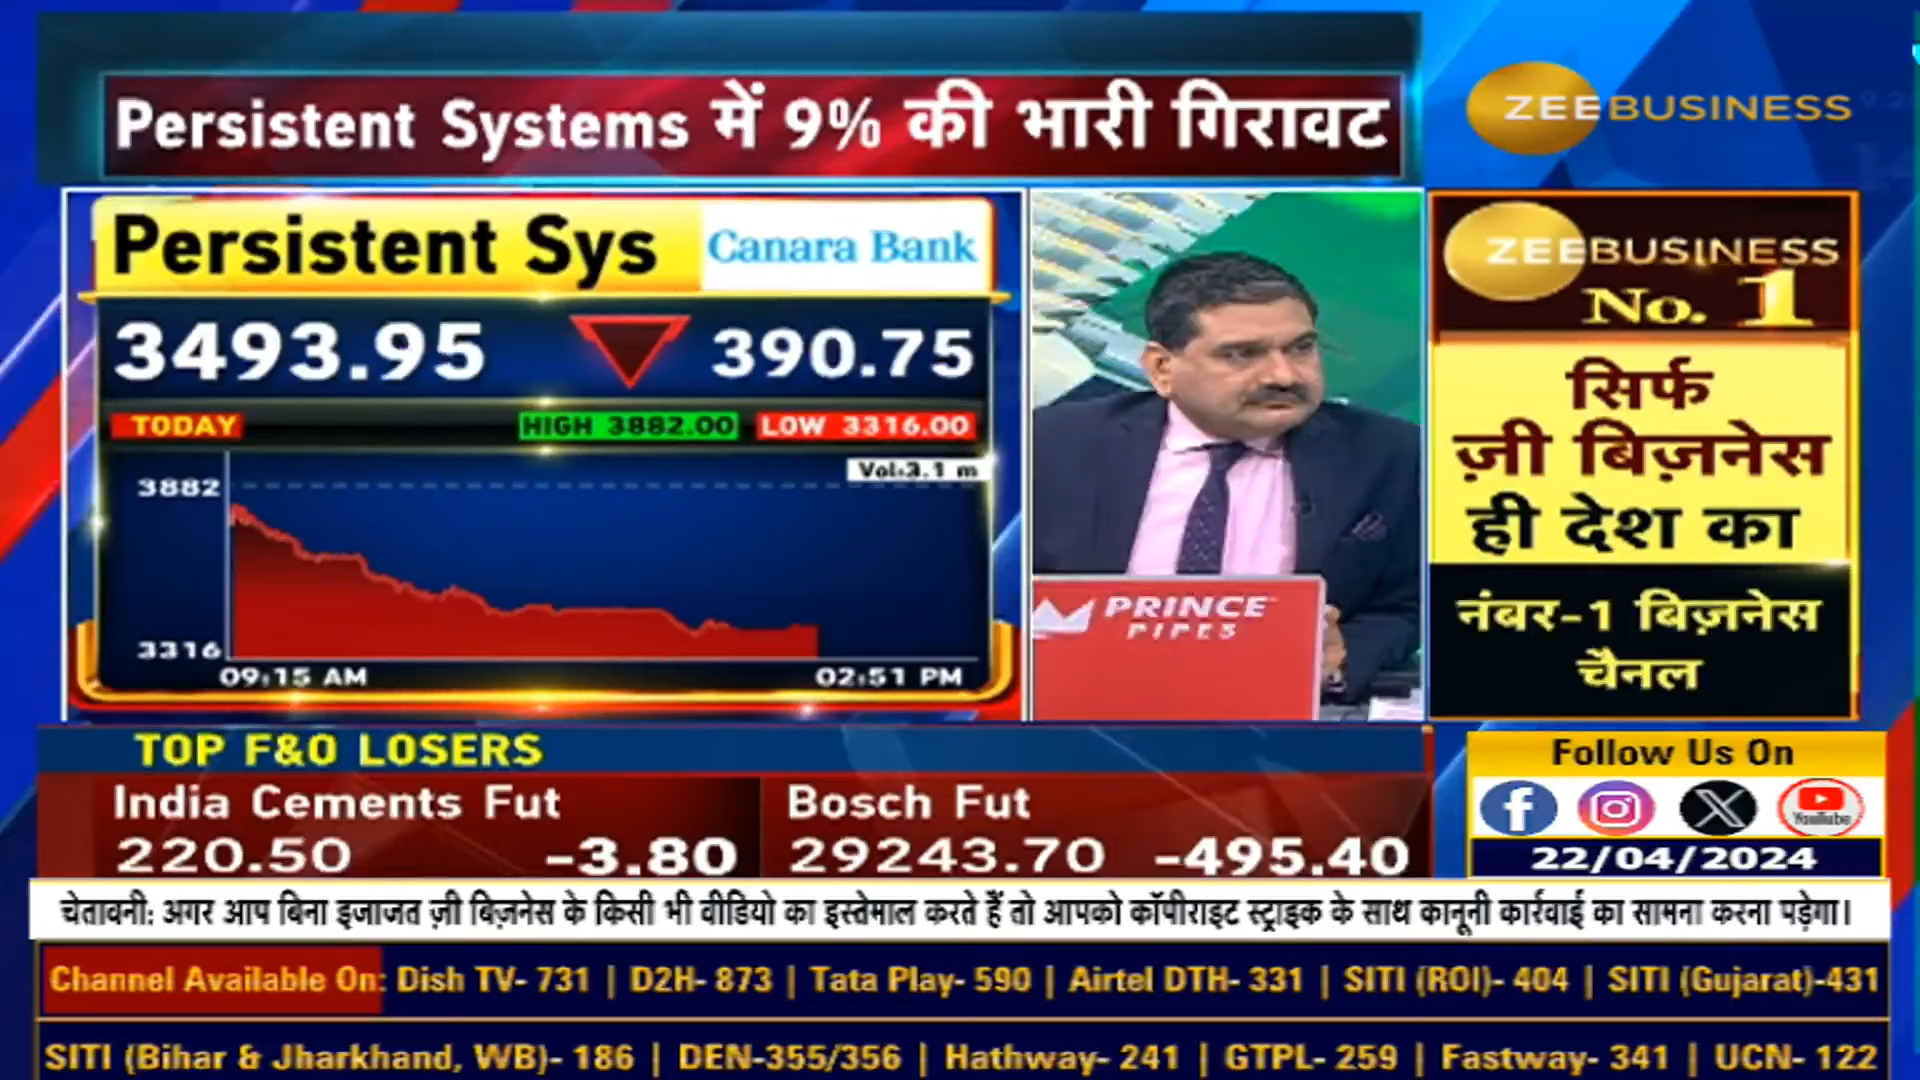 Persistent Systems में 9% की भारी गिरावट
ZEEBUSINESS
Persistent Sys
Canara Bank
3493.95
390.75
TODAY
HIGH 3882.00
LOW 3316.00
Vol:3.1 m
3882
3316
09:15 AM
02:51 PM
PRINCE
PIPES
ZEEBUSINESS
No. 1
सिर्फ
ज़ी बिज़नेस
ही देश का
नंबर-1 बिज़नेस
चैनल
TOP F&O LOSERS
India Cements Fut
220.50 -3.80
Bosch Fut
29243.70 -495.40
Follow Us On
YouTube
22/04/2024
चेतावनी: अगर आप बिना इजाजत ज़ी बिज़नेस के किसी भी वीडियो का इस्तेमाल करते हैं तो आपको कॉपीराइट स्ट्राइक के साथ कानूनी कार्रवाई का सामना करना पड़ेगा।
Channel Available On: Dish TV- 731 | D2H- 873 | Tata Play- 590 | Airtel DTH- 331 | SITI (ROI)- 404 | SITI (Gujarat)-431
SITI (Bihar & Jharkhand, WB)- 186 | DEN-355/356 | Hathway- 241 | GTPL- 259 | Fastway- 341 | UCN- 122